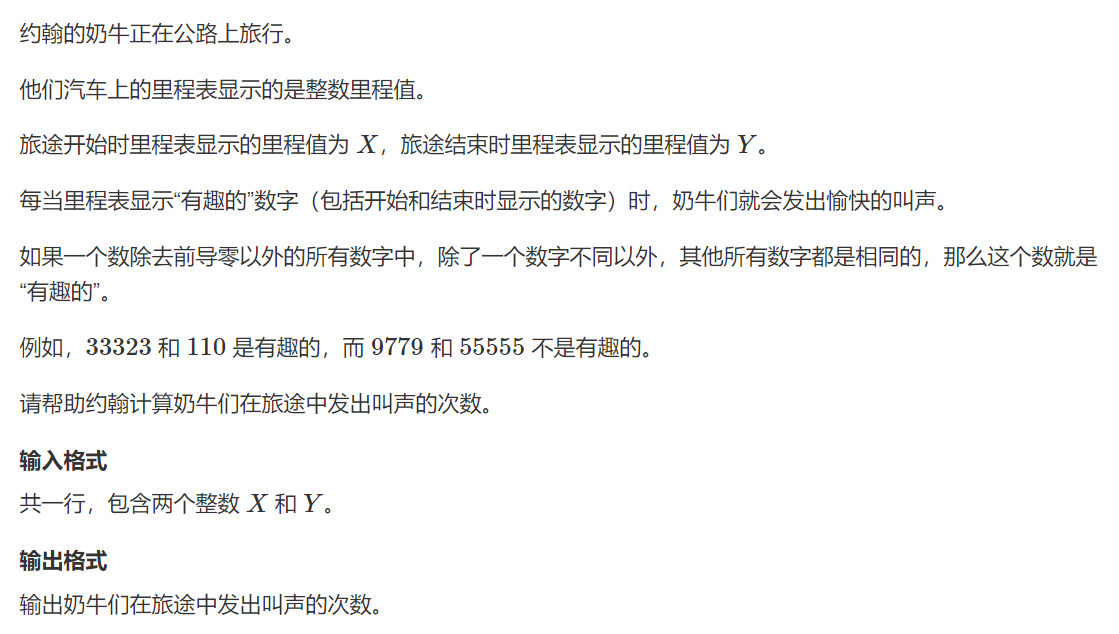 约翰的奶牛正在公路上旅行。
他们汽车上的里程表显示的是整数里程值。
旅途开始时里程表显示的里程值为 X，旅途结束时里程表显示的里程值为 Y。
每当里程表显示“有趣的”数字（包括开始和结束时显示的数字）时，奶牛们就会发出愉快的叫声。
如果一个数除去前导零以外的所有数字中，除了一个数字不同以外，其他所有数字都是相同的，那么这个数就是
“有趣的”。
例如，33323 和 110 是有趣的，而 9779 和 55555 不是有趣的。
请帮助约翰计算奶牛们在旅途中发出叫声的次数。
输入格式
共一行，包含两个整数 X 和 Y。
输出格式
输出奶牛们在旅途中发出叫声的次数。